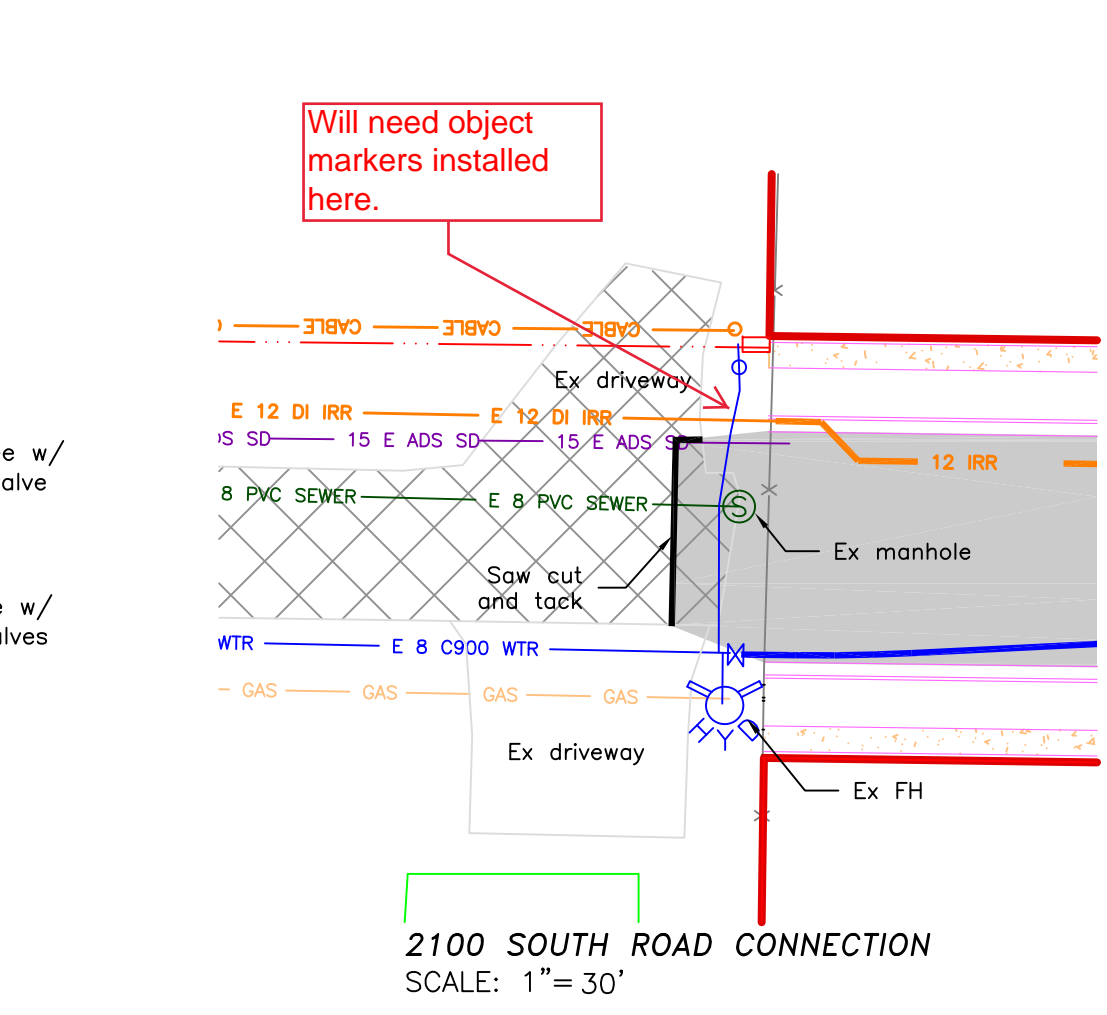 Will need object
markers installed
here.
CABLE CABLE CABLE
Ex driveway
E 12 DI IRR E 12 DI IRR
SD 15 E ADS SD 15 E ADS SD
12 IRR
e w/
alve
8 PVC SEWER E 8 PVC SEWER
S
Ex manhole
Saw cut
and tack
w/
lves
WTR E 8 C900 WTR
GAS GAS GAS GAS
HYD
Ex driveway
Ex FH
2100 SOUTH ROAD CONNECTION
SCALE: 1"= 30'